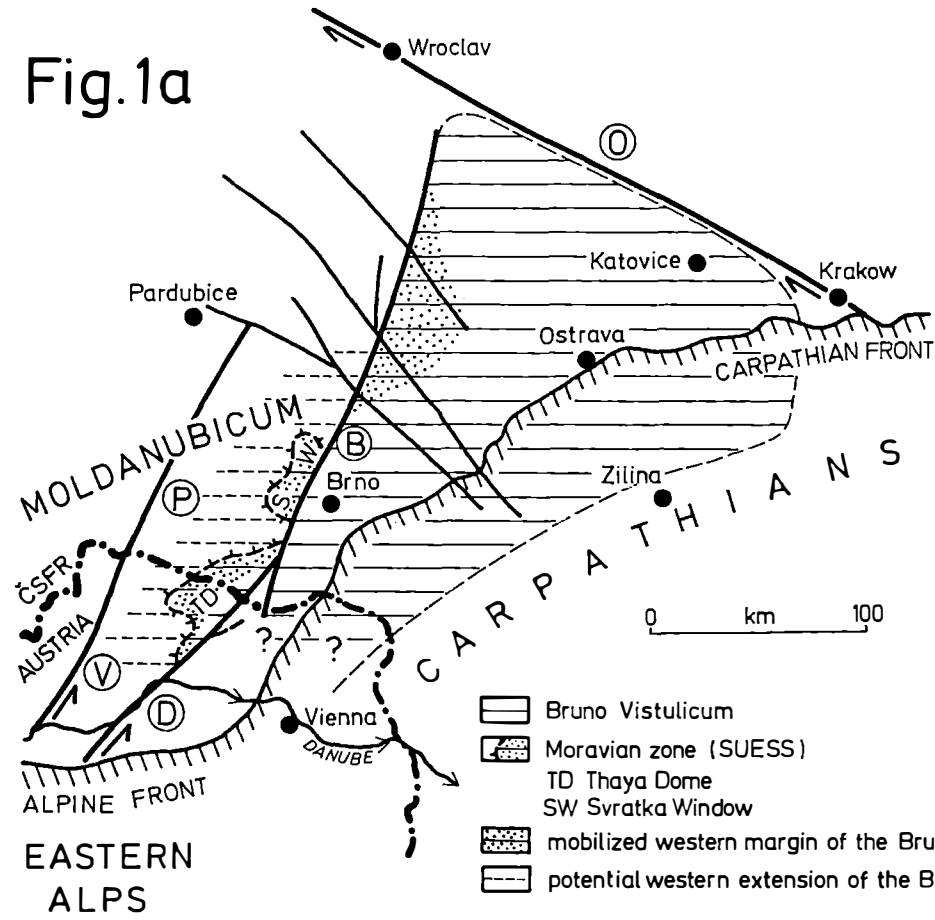 Fig.1a
Wroclav
O
Katovice
Krakow
Pardubice
Ostrava
CARPATHIAN FRONT
MOLDANUBICUM
SW
B
P
Brno
Zilina
CARPATHIANS
ČSFR
TD
AUSTRIA
? ?
0 km 100
V
D
Vienna
DANUBE
ALPINE FRONT
EASTERN
ALPS
Bruno Vistulicum
Moravian zone (SUESS)
TD Thaya Dome
SW Svratka Window
mobilized western margin of the Bru
potential western extension of the B